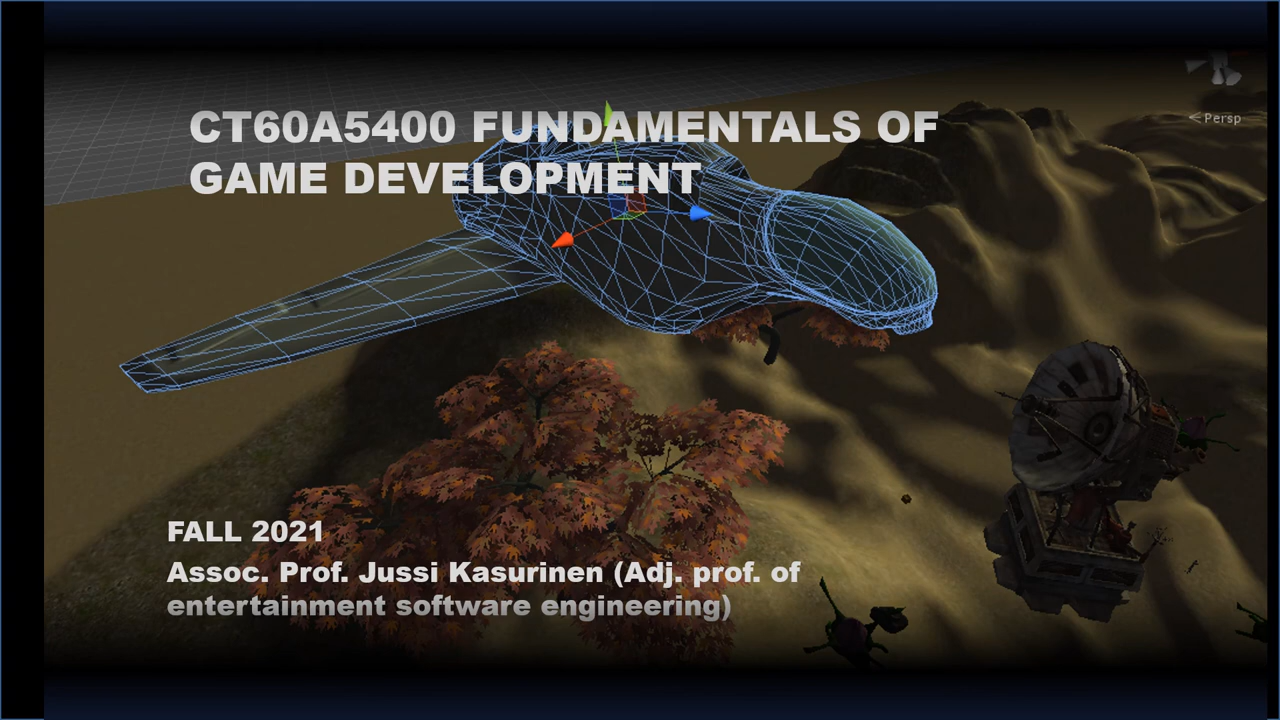 CT60A5400 FUNDAMENTALS OF
GAME DEVELOPMENT
Persp
FALL 2021
Assoc. Prof. Jussi Kasurinen (Adj. prof. of
entertainment software engineering)